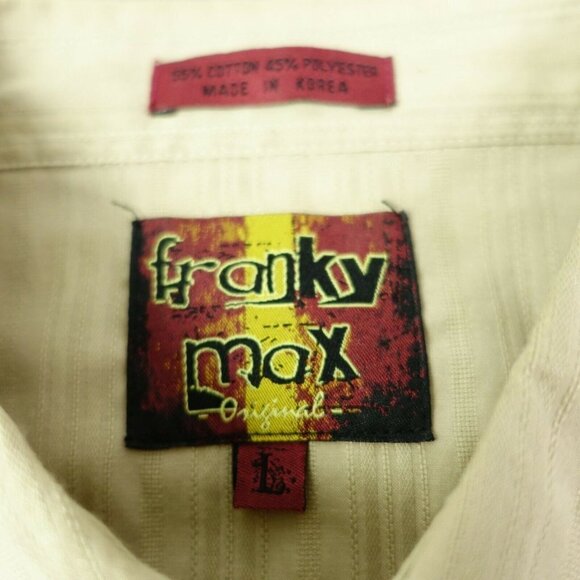 55% COTTON 45% POLYESTER
MADE IN KOREA
franky
max
- Original -
L